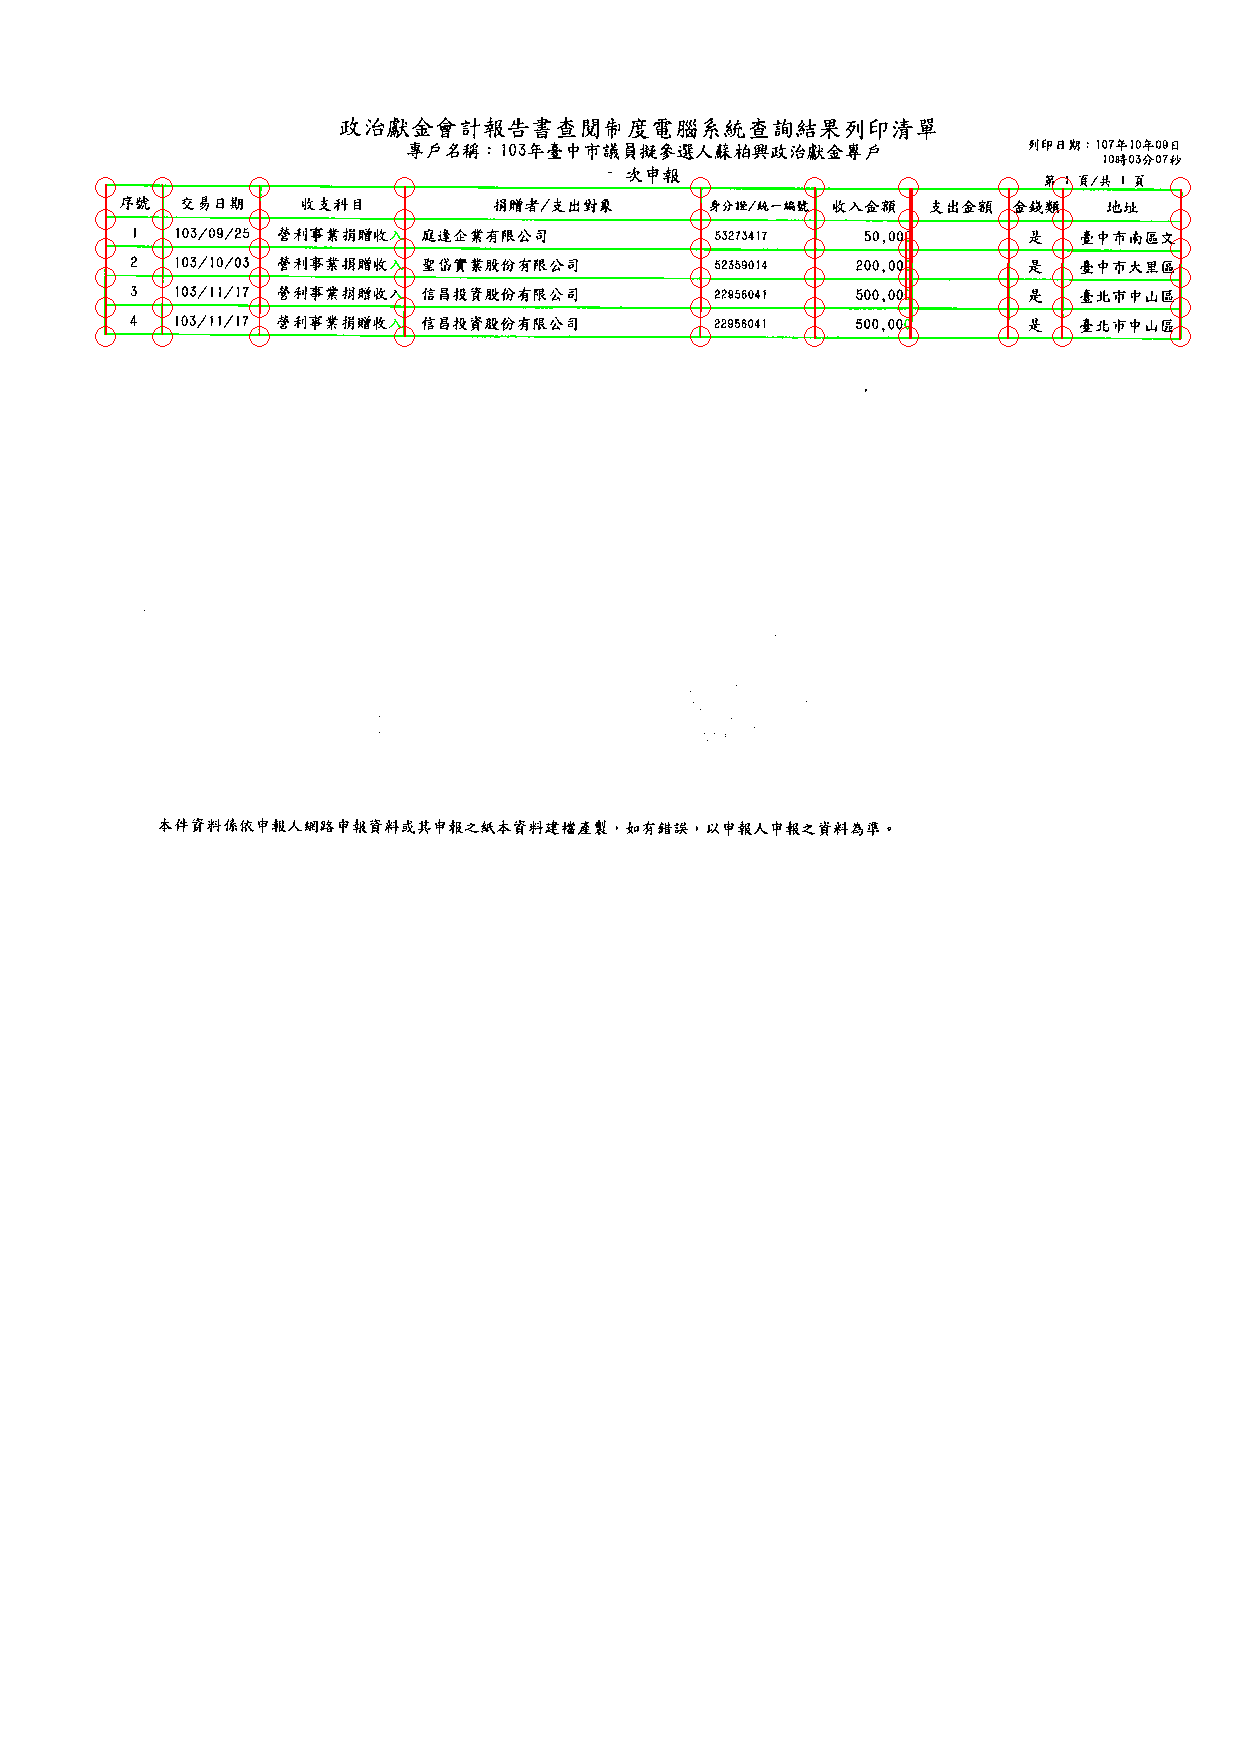 政治獻金會計報告書查閱制度電腦系統查詢結果列印清單
專戶名稱：103年臺中市議員擬參選人蘇柏興政治獻金專戶
列印日期：107年10年09日
10時03分07秒
一次申報
第 1 頁/共 1 頁
序號 交易日期 收支科目 捐贈者/支出對象 身分證/統一編號 收入金額 支出金額 金錢類 地址
1 103/09/25 營利事業捐贈收入 庭達企業有限公司 53273417 50,000 是 臺中市南區文
2 103/10/03 營利事業捐贈收入 聖岱實業股份有限公司 52359014 200,000 是 臺中市大里區
3 103/11/17 營利事業捐贈收入 信昌投資股份有限公司 22956041 500,000 是 臺北市中山區
4 103/11/17 營利事業捐贈收入 信昌投資股份有限公司 22956041 500,000 是 臺北市中山區
本件資料係依申報人網路申報資料或其申報之紙本資料建檔產製，如有錯誤，以申報人申報之資料為準。